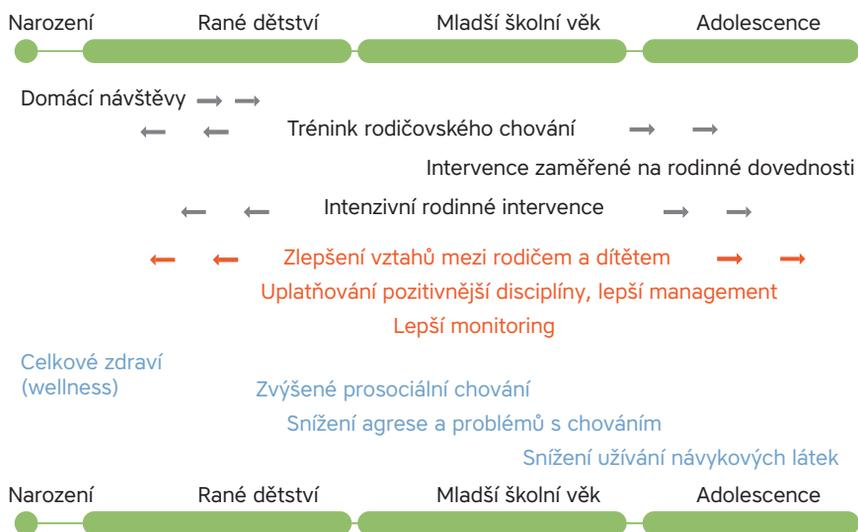 Narození Rané dětství Mladší školní věk Adolescence
Domácí návštěvy
Trénink rodičovského chování
Intervence zaměřené na rodinné dovednosti
Intenzivní rodinné intervence
Zlepšení vztahů mezi rodičem a dítětem
Uplatňování pozitivnější disciplíny, lepší management
Lepší monitoring
Celkové zdraví
(wellness)
Zvýšené prosociální chování
Snížení agrese a problémů s chováním
Snížení užívání návykových látek
Narození Rané dětství Mladší školní věk Adolescence